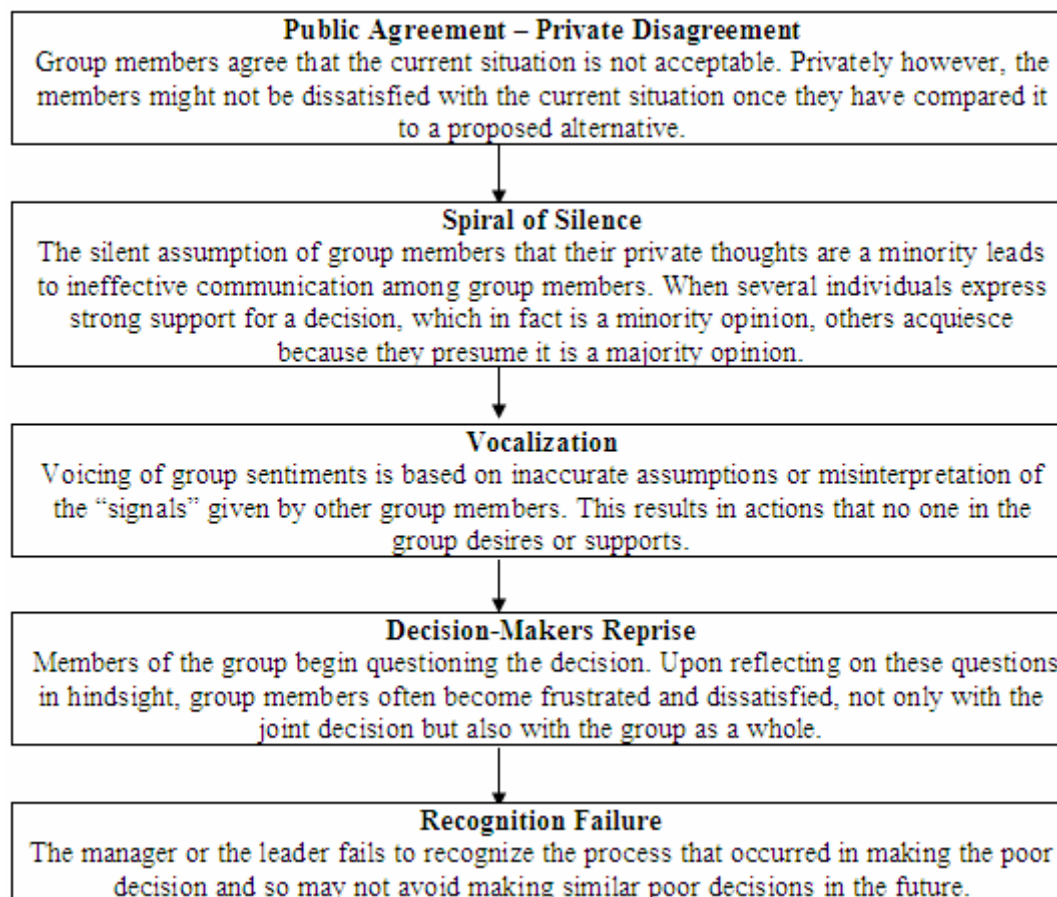 Public Agreement – Private Disagreement
Group members agree that the current situation is not acceptable. Privately however, the
members might not be dissatisfied with the current situation once they have compared it
to a proposed alternative.
Spiral of Silence
The silent assumption of group members that their private thoughts are a minority leads
to ineffective communication among group members. When several individuals express
strong support for a decision, which in fact is a minority opinion, others acquiesce
because they presume it is a majority opinion.
Vocalization
Voicing of group sentiments is based on inaccurate assumptions or misinterpretation of
the “signals” given by other group members. This results in actions that no one in the
group desires or supports.
Decision-Makers Reprise
Members of the group begin questioning the decision. Upon reflecting on these questions
in hindsight, group members often become frustrated and dissatisfied, not only with the
joint decision but also with the group as a whole.
Recognition Failure
The manager or the leader fails to recognize the process that occurred in making the poor
decision and so may not avoid making similar poor decisions in the future.